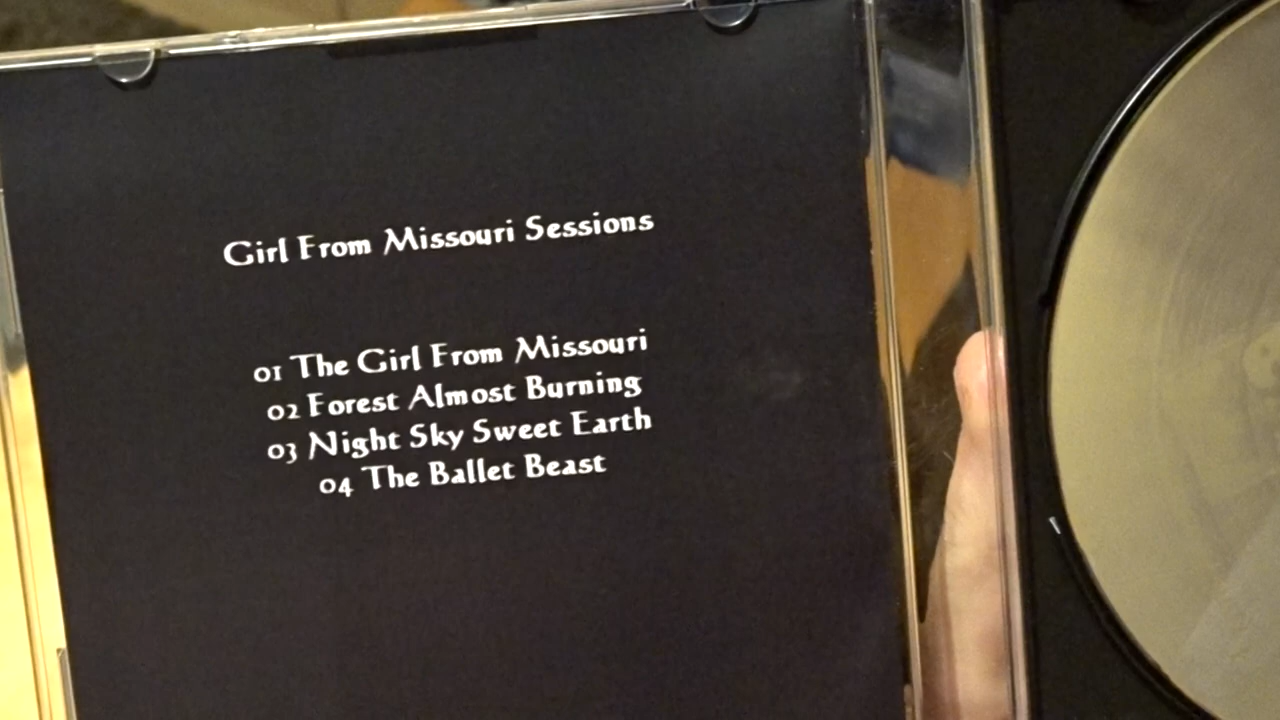 Girl From Missouri Sessions
01 The Girl From Missouri
02 Forest Almost Burning
03 Night Sky Sweet Earth
04 The Ballet Beast